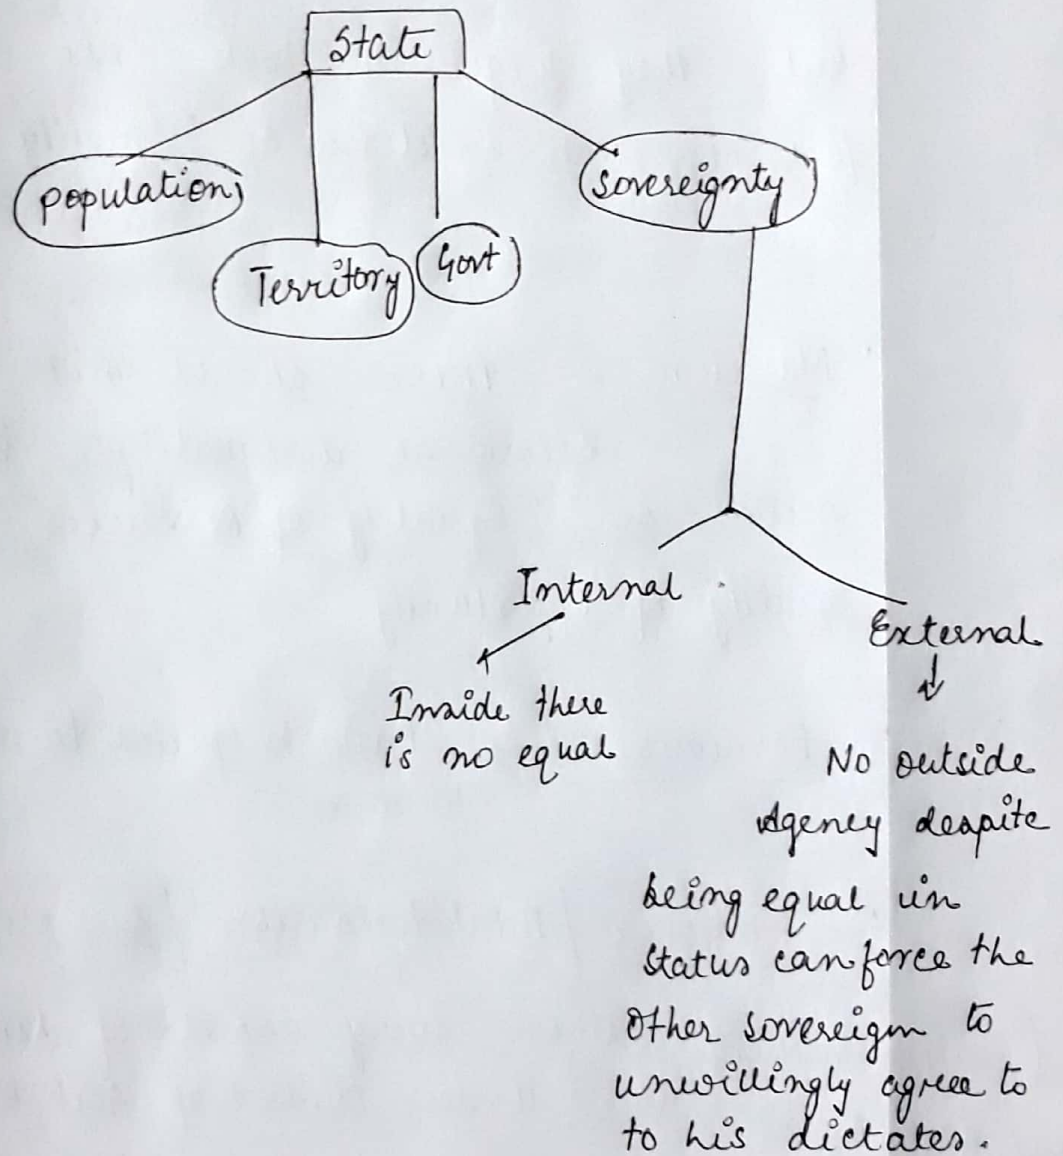 State
Population
Sovereignty
Territory
Govt
Internal
External
Inside there
is no equal
No outside
Agency despite
being equal in
status can force the
other sovereign to
unwillingly agree to
to his dictates.